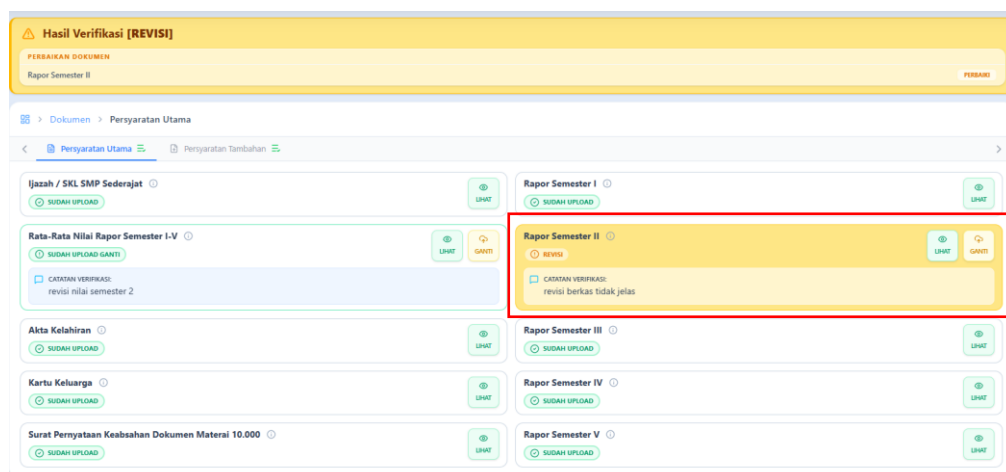 Hasil Verifikasi [REVISI]
PERBAIKAN DOKUMEN
Rapor Semester II
PERBAIKI
Dokumen > Persyaratan Utama
Persyaratan Utama
Persyaratan Tambahan
Ijazah / SKL SMP Sederajat
SUDAH UPLOAD
LIHAT
Rapor Semester I
SUDAH UPLOAD
LIHAT
Rata-Rata Nilai Rapor Semester I-V
SUDAH UPLOAD GANTI
LIHAT
GANTI
CATATAN VERIFIKASI:
revisi nilai semester 2
Rapor Semester II
REVISI
LIHAT
GANTI
CATATAN VERIFIKASI:
revisi berkas tidak jelas
Akta Kelahiran
SUDAH UPLOAD
LIHAT
Rapor Semester III
SUDAH UPLOAD
LIHAT
Kartu Keluarga
SUDAH UPLOAD
LIHAT
Rapor Semester IV
SUDAH UPLOAD
LIHAT
Surat Pernyataan Keabsahan Dokumen Materai 10.000
SUDAH UPLOAD
LIHAT
Rapor Semester V
SUDAH UPLOAD
LIHAT